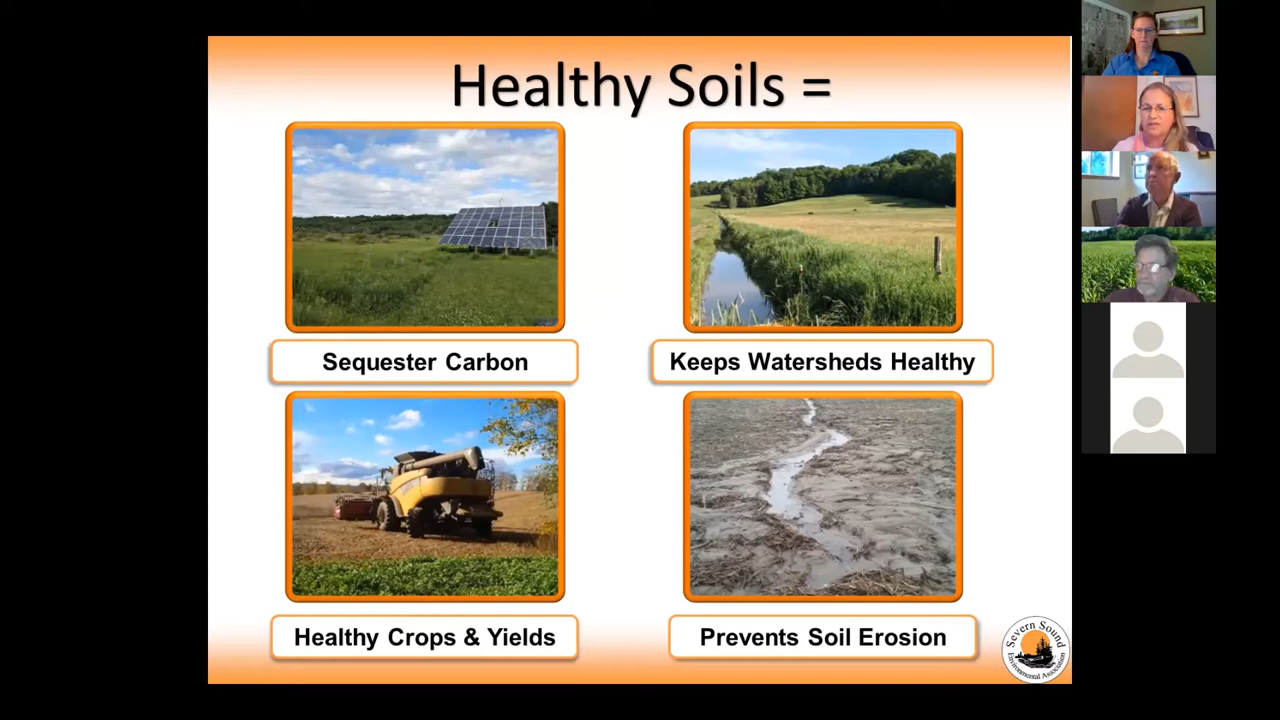 Healthy Soils =
Sequester Carbon
Keeps Watersheds Healthy
Healthy Crops & Yields
Prevents Soil Erosion
Severn Sound
Environmental Association